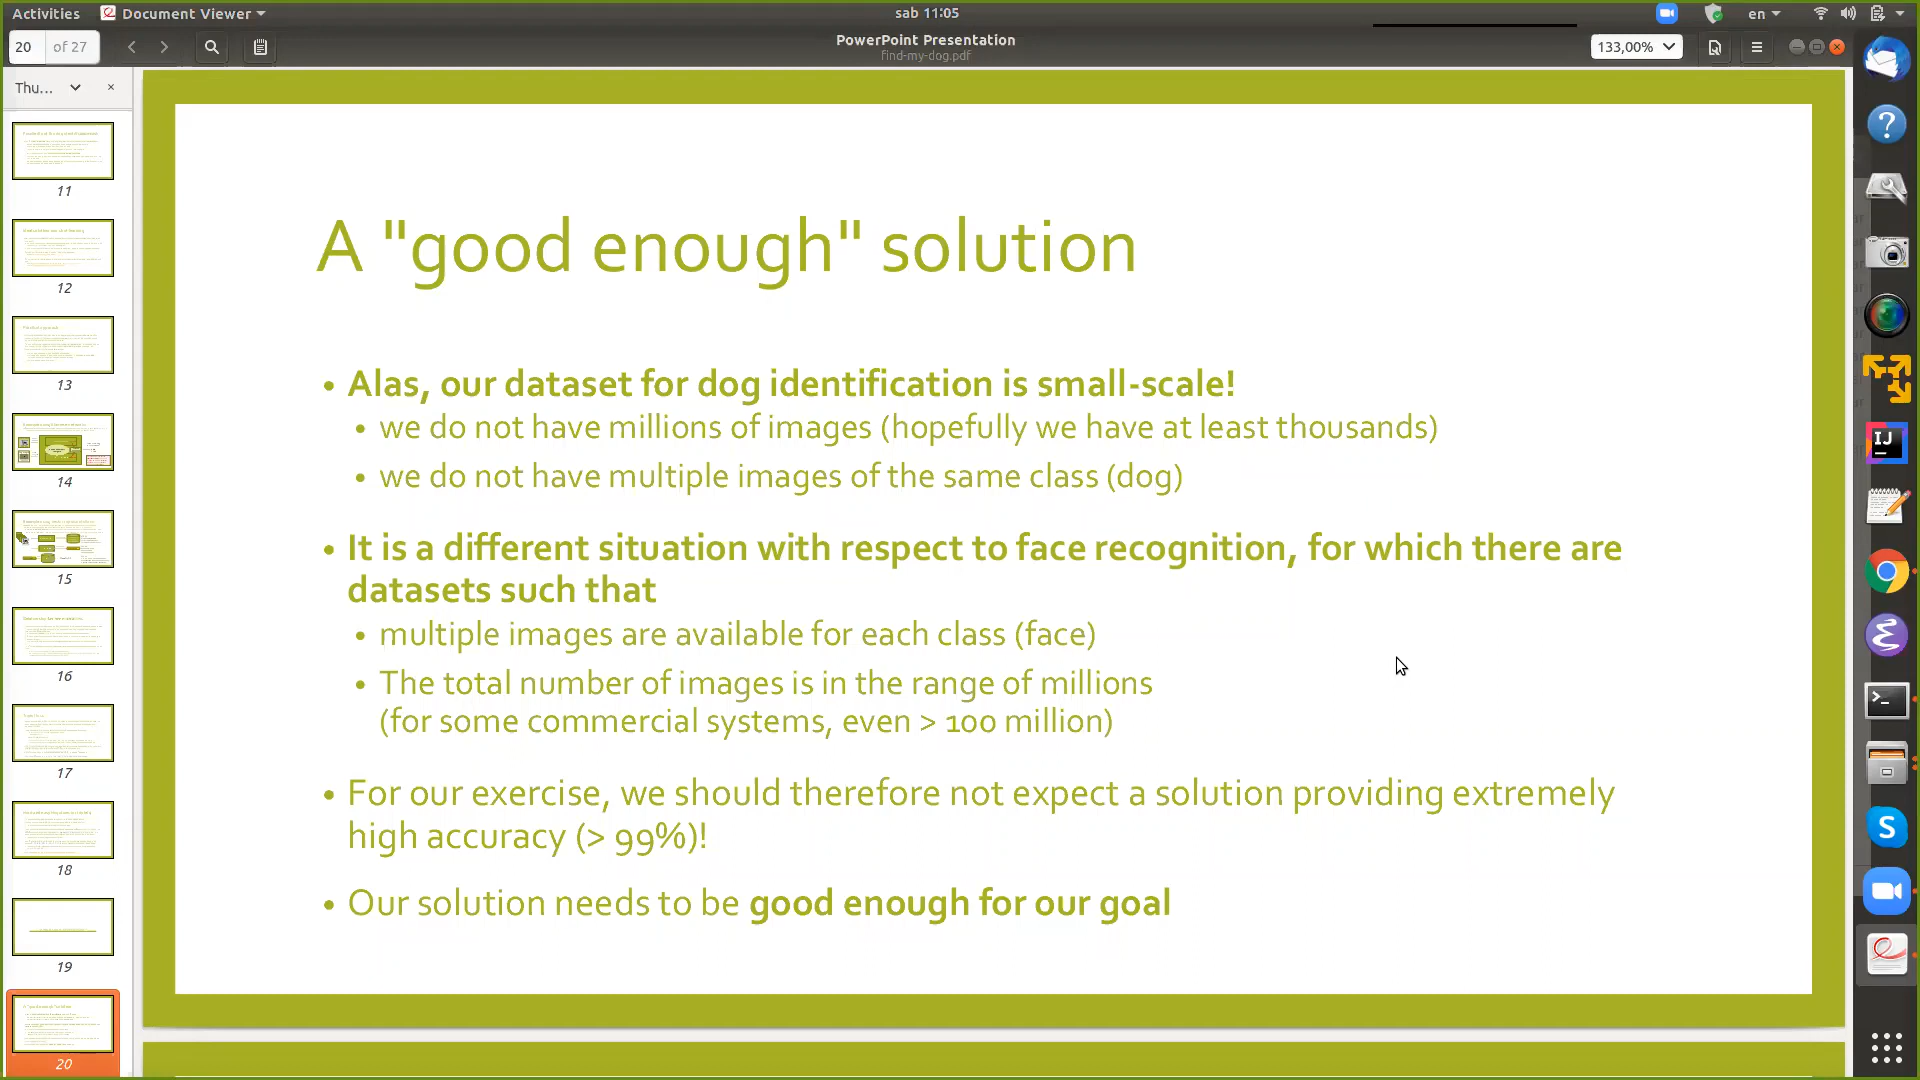 Activities
Document Viewer
sab 11:05
en
20 of 27
PowerPoint Presentation
find-my-dog.pdf
133,00%
Thu...
11
12
13
14
15
16
17
18
19
20
A "good enough" solution
• Alas, our dataset for dog identification is small-scale!
• we do not have millions of images (hopefully we have at least thousands)
• we do not have multiple images of the same class (dog)
• It is a different situation with respect to face recognition, for which there are
datasets such that
• multiple images are available for each class (face)
• The total number of images is in the range of millions
(for some commercial systems, even > 100 million)
• For our exercise, we should therefore not expect a solution providing extremely
high accuracy (> 99%)!
• Our solution needs to be good enough for our goal
IJ